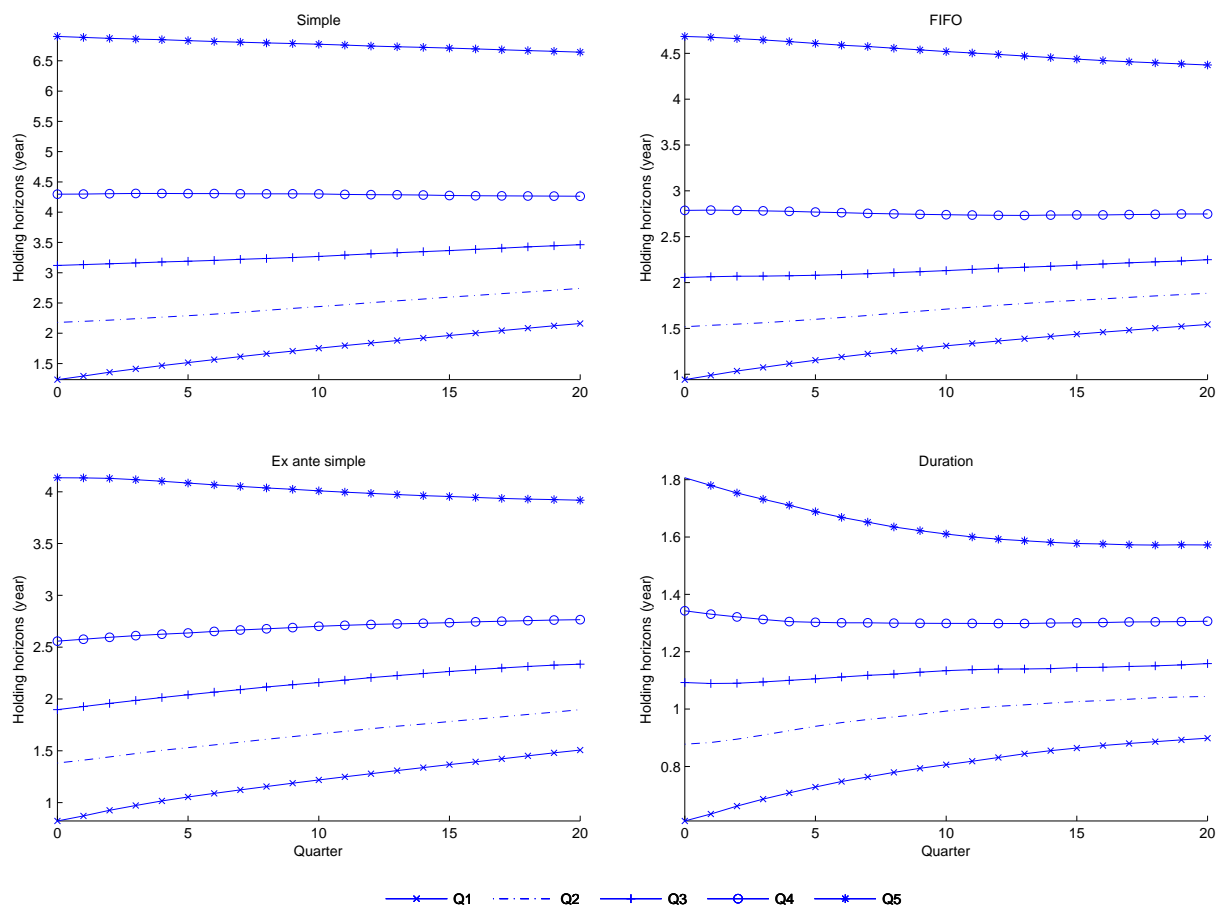 Simple
Holding horizons (year)
6.5
6
5.5
5
4.5
4
3.5
3
2.5
2
1.5
0 5 10 15 20
FIFO
Holding horizons (year)
4.5
4
3.5
3
2.5
2
1.5
1
0 5 10 15 20
Ex ante simple
Holding horizons (year)
4
3.5
3
2.5
2
1.5
1
0 5 10 15 20
Quarter
Duration
Holding horizons (year)
1.8
1.6
1.4
1.2
1
0.8
0 5 10 15 20
Quarter
Q1 Q2 Q3 Q4 Q5